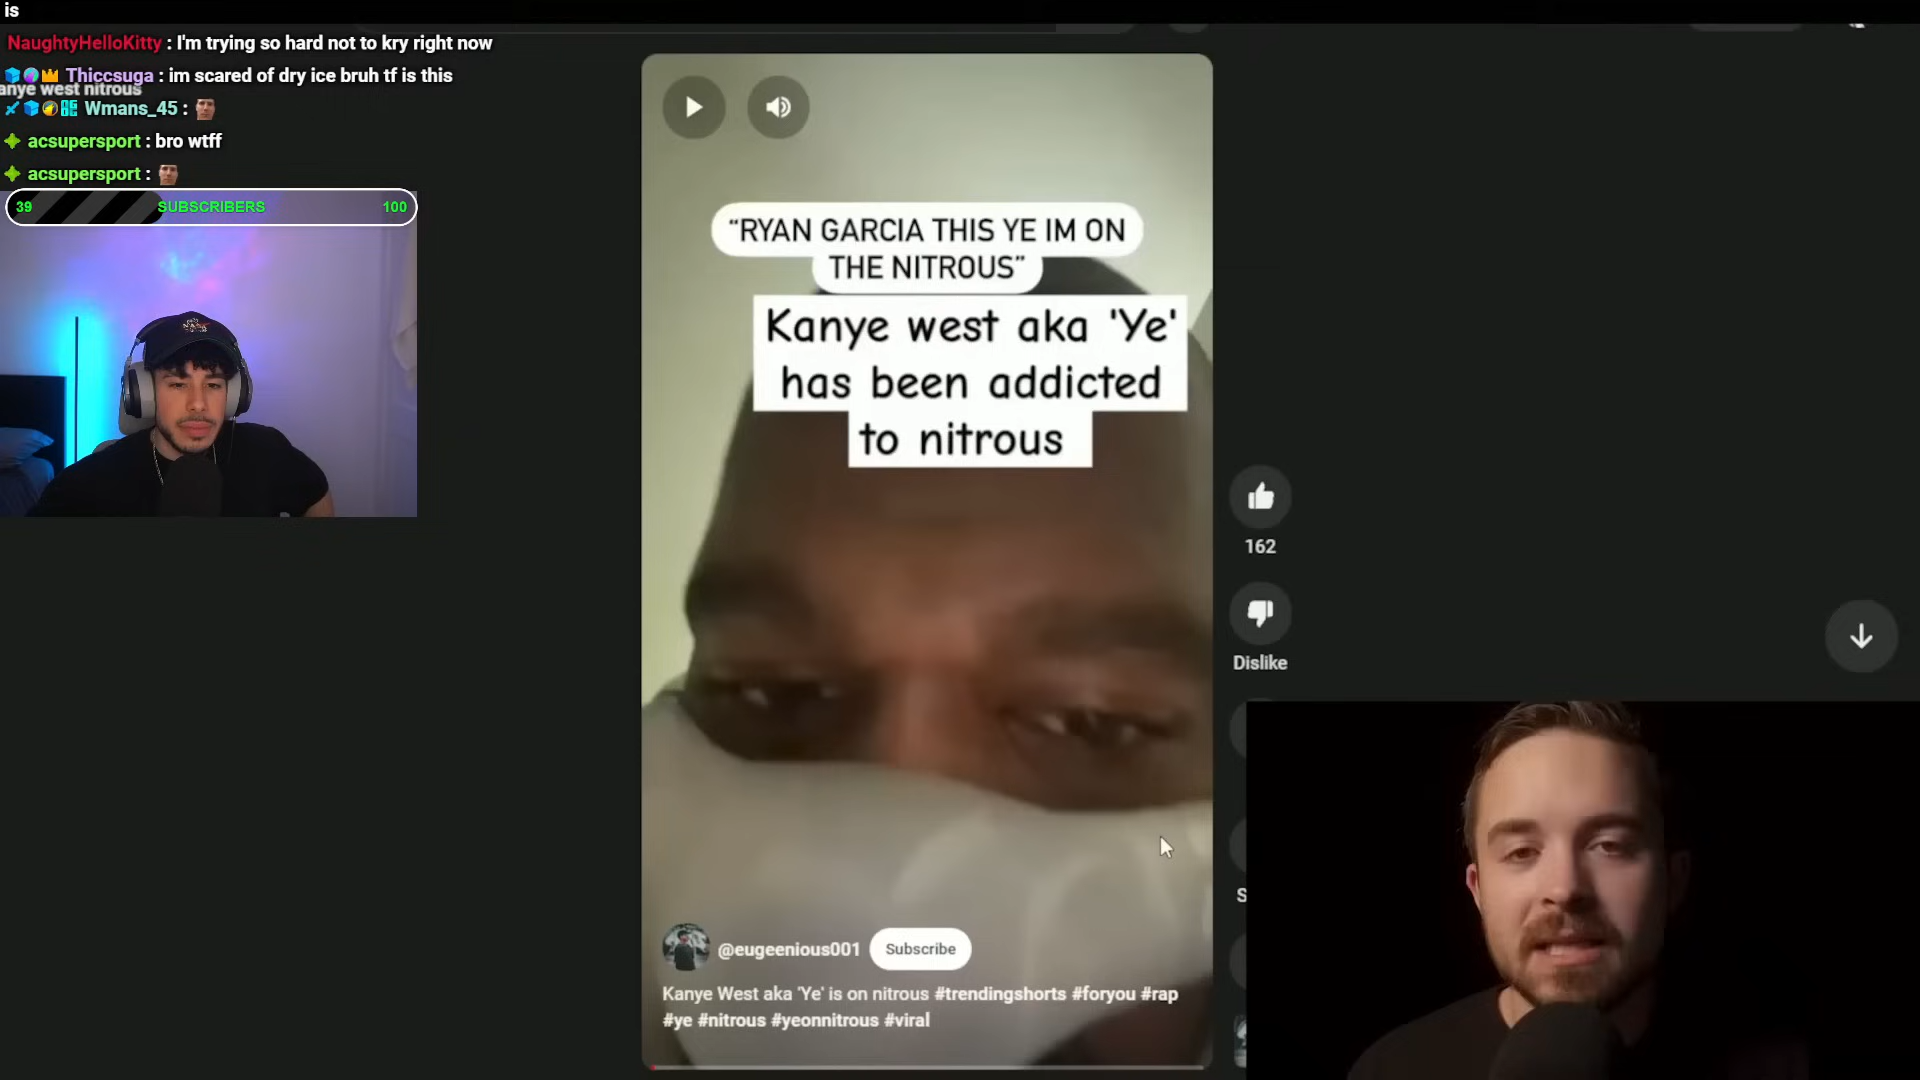 is
NaughtyHelloKitty : I'm trying so hard not to kry right now
Thiccsuga : im scared of dry ice bruh tf is this
anye west nitrous
Wmans_45 :
acsupersport : bro wtff
acsupersport :
39 SUBSCRIBERS 100
“RYAN GARCIA THIS YE IM ON
THE NITROUS”
Kanye west aka 'Ye'
has been addicted
to nitrous
162
Dislike
S
@eugeenious001 Subscribe
Kanye West aka 'Ye' is on nitrous #trendingshorts #foryou #rap
#ye #nitrous #yeonnitrous #viral